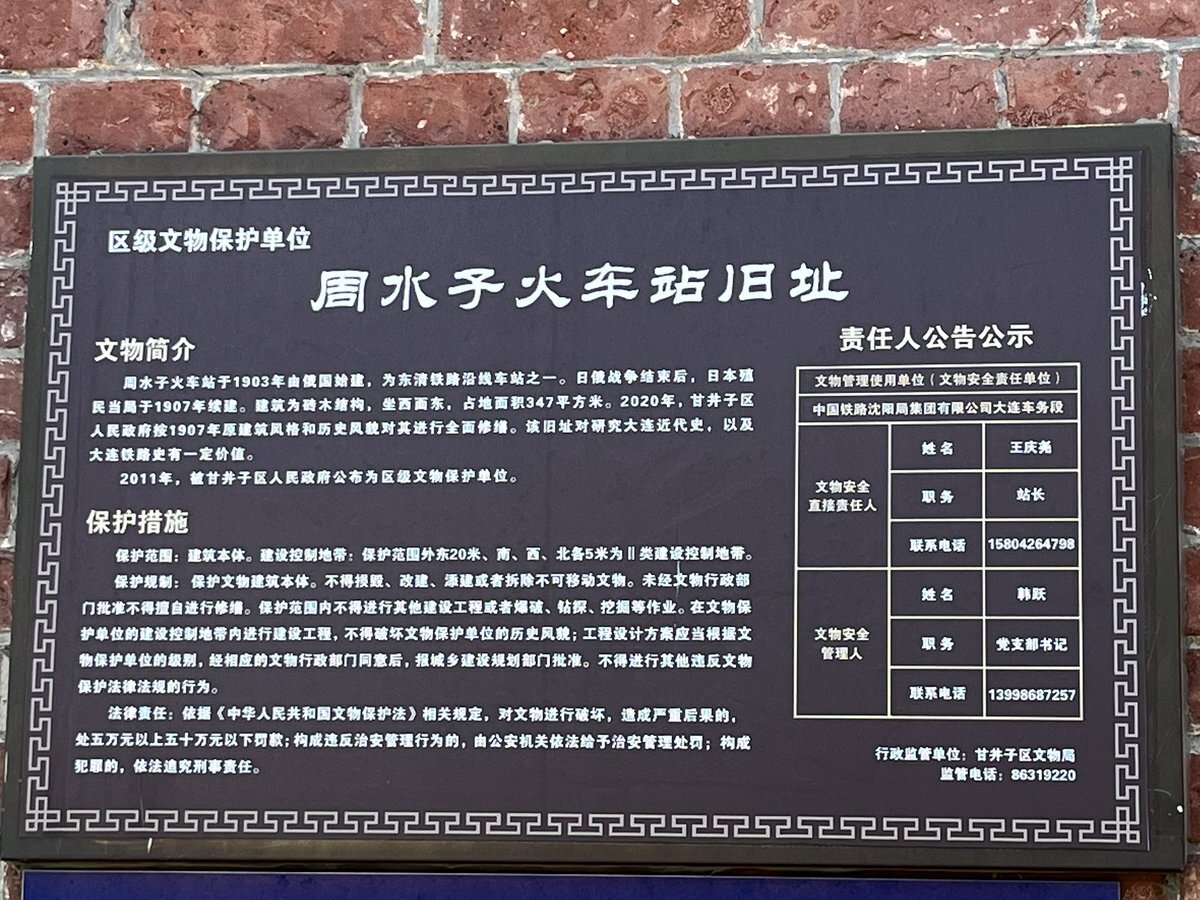 区级文物保护单位
周水子火车站旧址
文物简介
周水子火车站于1903年由俄国始建，为东清铁路沿线车站之一。日俄战争结束后，日本殖
民当局于1907年续建。建筑为砖木结构，坐西面东，占地面积347平方米。2020年，甘井子区
人民政府按1907年原建筑风格和历史风貌对其进行全面修缮。该旧址对研究大连近代史，以及
大连铁路史有一定价值。
2011年，被甘井子区人民政府公布为区级文物保护单位。
保护措施
保护范围：建筑本体。建设控制地带：保护范围外东20米、南、西、北各5米为Ⅱ类建设控制地带。
保护规制：保护文物建筑本体。不得损毁、改建、添建或者拆除不可移动文物。未经文物行政部
门批准不得擅自进行修缮。保护范围内不得进行其他建设工程或者爆破、钻探、挖掘等作业。在文物保
护单位的建设控制地带内进行建设工程，不得破坏文物保护单位的历史风貌；工程设计方案应当根据文
物保护单位的级别，经相应的文物行政部门同意后，报城乡建设规划部门批准。不得进行其他违反文物
保护法律法规的行为。
法律责任：依据《中华人民共和国文物保护法》相关规定，对文物进行破坏，造成严重后果的，
处五万元以上五十万元以下罚款；构成违反治安管理行为的，由公安机关依法给予治安管理处罚；构成
犯罪的，依法追究刑事责任。
责任人公告公示
文物管理使用单位（文物安全责任单位）
中国铁路沈阳局集团有限公司大连车务段
文物安全
直接责任人
姓名 王庆尧
职务 站长
联系电话 15804264798
文物安全
管理人
姓名 韩跃
职务 党支部书记
联系电话 13998687257
行政监管单位：甘井子区文物局
监管电话：86319220